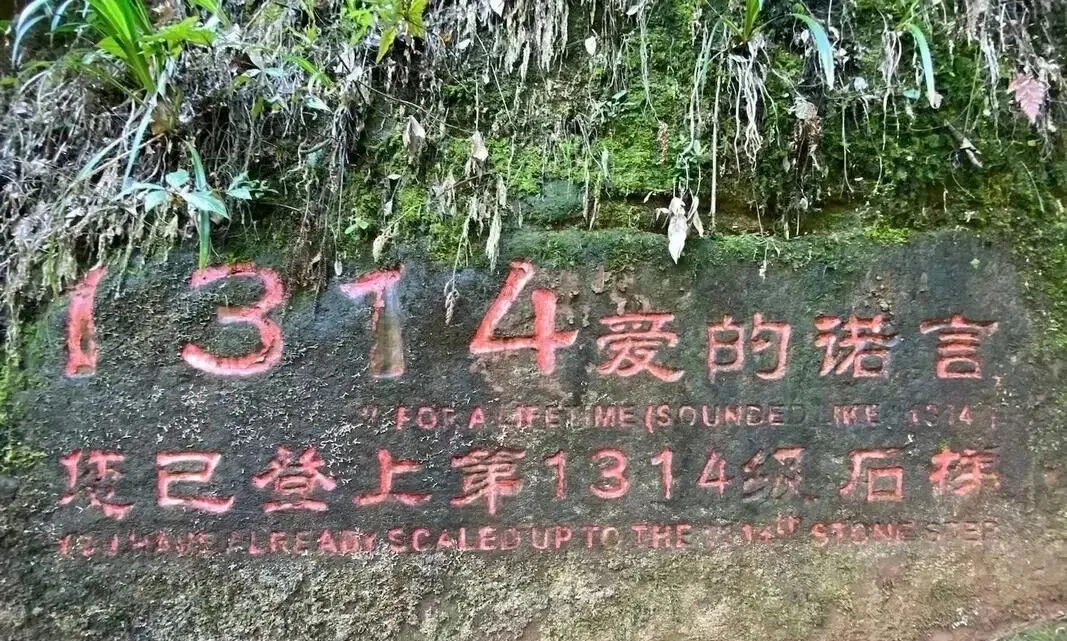 1314爱的诺言
" FOR A LIFETIME (SOUNDED LIKE "1314")
您已登上第1314级石梯
YOU HAVE ALREADY SCALED UP TO THE 1314TH STONE STEP